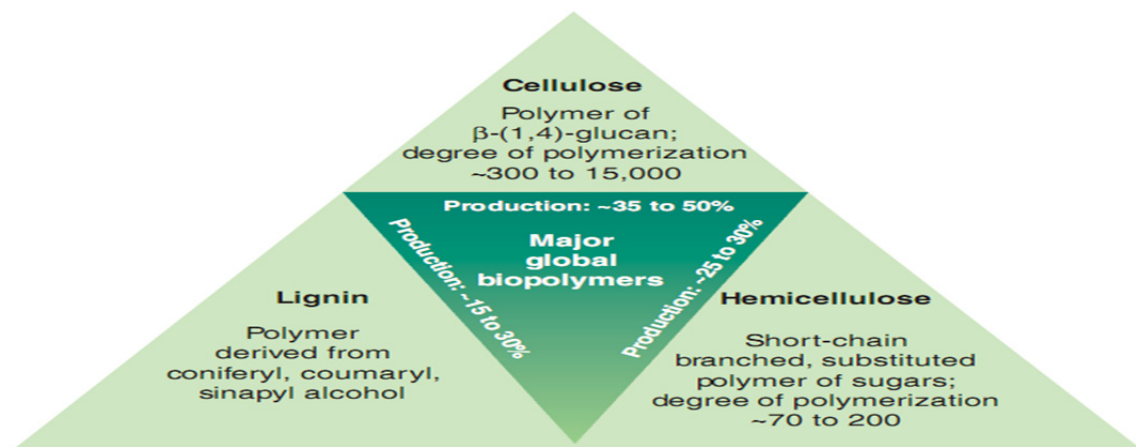 Cellulose
Polymer of
β-(1,4)-glucan;
degree of polymerization
~300 to 15,000
Production: ~35 to 50%
Major
global
biopolymers
Production: ~15 to 30%
Production: ~25 to 30%
Lignin
Polymer
derived from
coniferyl, coumaryl,
sinapyl alcohol
Hemicellulose
Short-chain
branched, substituted
polymer of sugars;
degree of polymerization
~70 to 200